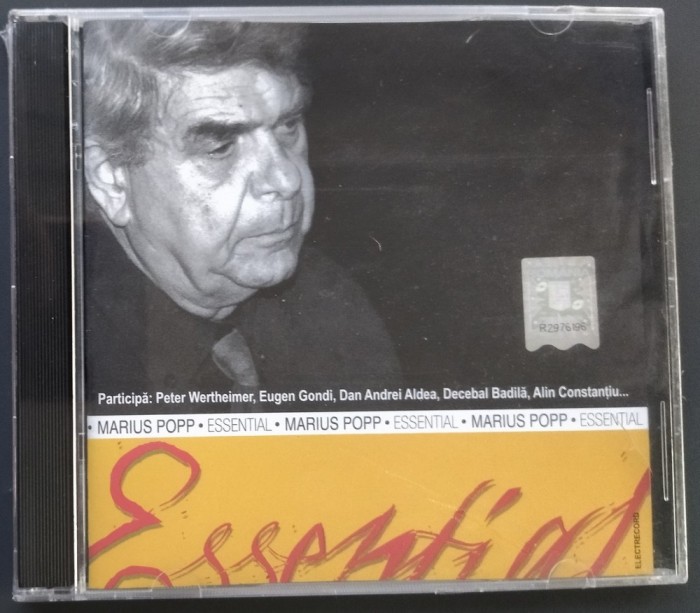 R2976196
Participă: Peter Wertheimer, Eugen Gondi, Dan Andrei Aldea, Decebal Badilă, Alin Constanțiu...
• MARIUS POPP • ESSENTIAL • MARIUS POPP • ESSENTIAL • MARIUS POPP • ESSENTIAL
Essential
ELECTRECORD